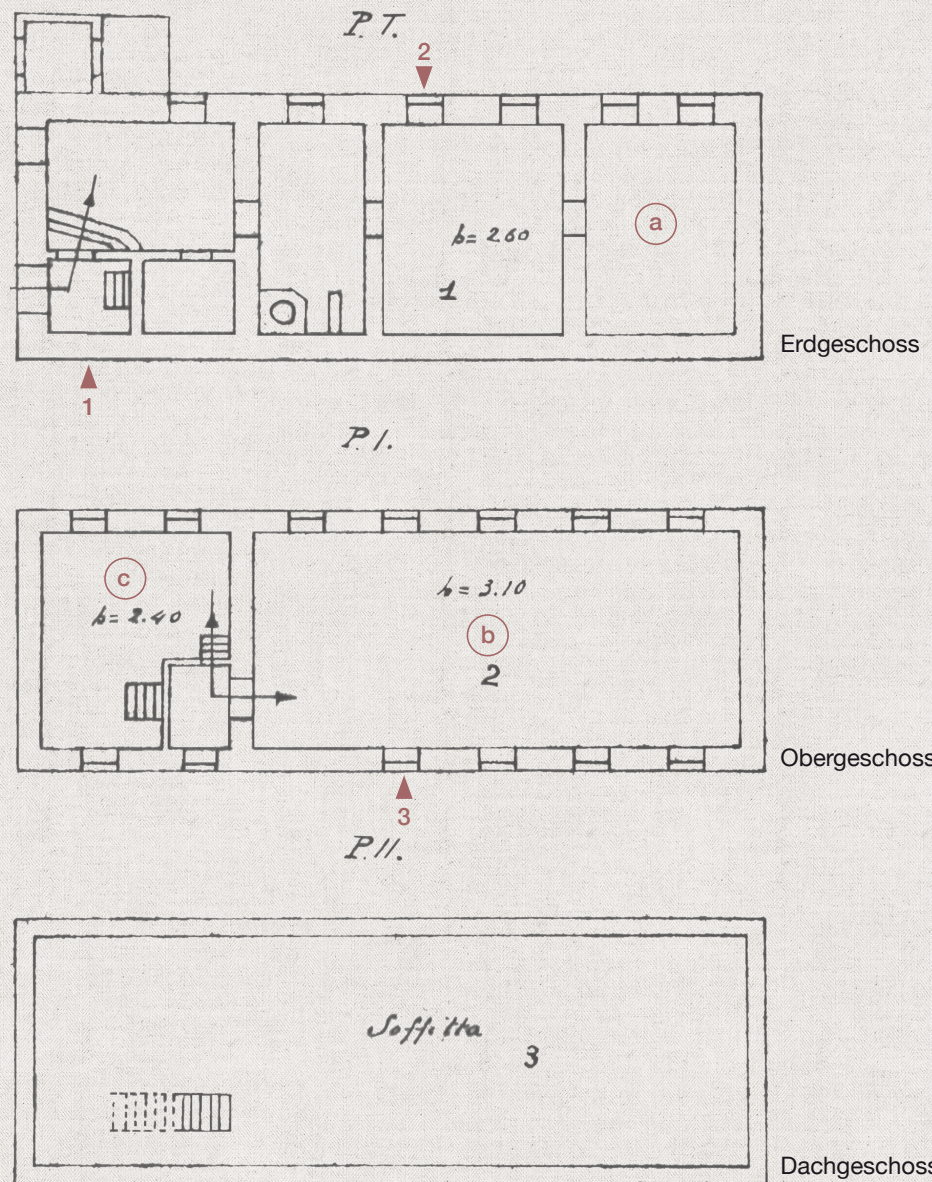 P. T.
2
a
h= 2.60
1
Erdgeschoss
1
P. I.
c
h= 3.10
h= 2.40
b
2
Obergeschoss
3
P. II.
Soffitta
3
Dachgeschoss